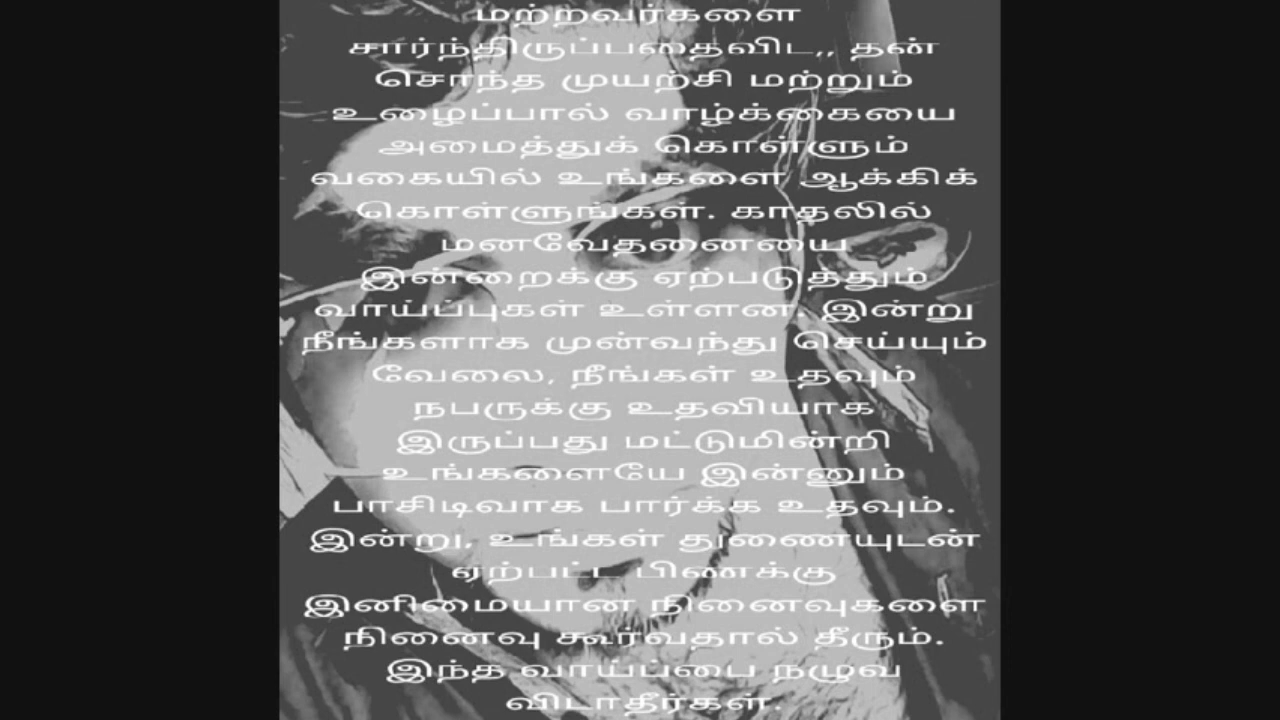 மற்றவர்களை
சார்ந்திருப்பதைவிட,, தன்
சொந்த முயற்சி மற்றும்
உழைப்பால் வாழ்க்கையை
அமைத்துக் கொள்ளும்
வகையில் உங்களை ஆக்கிக்
கொள்ளுங்கள். காதலில்
மனவேதனையை
இன்றைக்கு ஏற்படுத்தும்
வாய்ப்புகள் உள்ளன. இன்று
நீங்களாக முன்வந்து செய்யும்
வேலை, நீங்கள் உதவும்
நபருக்கு உதவியாக
இருப்பது மட்டுமின்றி
உங்களையே இன்னும்
பாசிடிவாக பார்க்க உதவும்.
இன்று, உங்கள் துணையுடன்
ஏற்பட்ட பிணக்கு
இனிமையான நினைவுகளை
நினைவு கூர்வதால் தீரும்.
இந்த வாய்ப்பை நழுவ
விடாதீர்கள்.